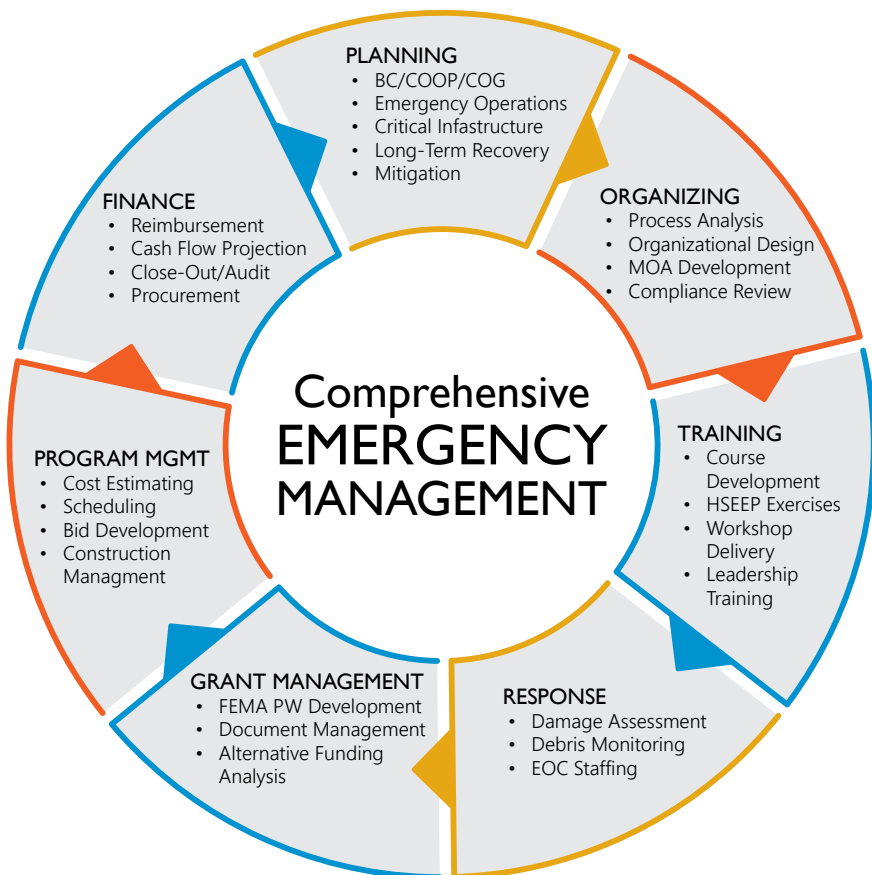 PLANNING
• BC/COOP/COG
• Emergency Operations
• Critical Infastructure
• Long-Term Recovery
• Mitigation
ORGANIZING
• Process Analysis
• Organizational Design
• MOA Development
• Compliance Review
TRAINING
• Course
Development
• HSEEP Exercises
• Workshop
Delivery
• Leadership
Training
RESPONSE
• Damage Assessment
• Debris Monitoring
• EOC Staffing
GRANT MANAGEMENT
• FEMA PW Development
• Document Management
• Alternative Funding
Analysis
PROGRAM MGMT
• Cost Estimating
• Scheduling
• Bid Development
• Construction
Managment
FINANCE
• Reimbursement
• Cash Flow Projection
• Close-Out/Audit
• Procurement
Comprehensive
EMERGENCY
MANAGEMENT